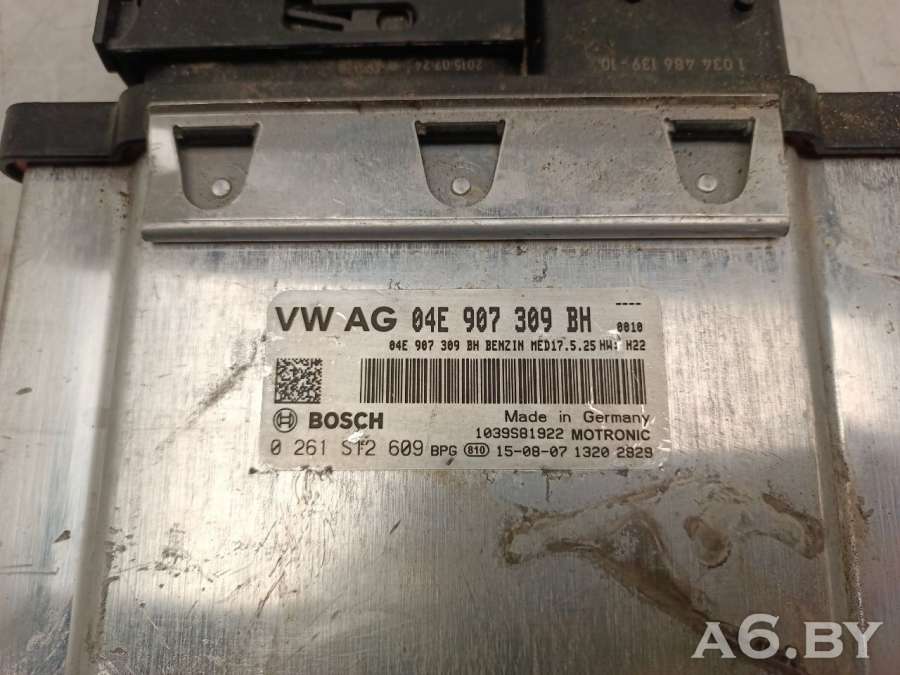 2015.07.24
1 034 486 139-10
----
VW AG 04E 907 309 BH 0010
04E 907 309 BH BENZIN MED17.5.25 HW: H22
BOSCH
Made in Germany
1039S81922 MOTRONIC
0 261 S12 609 BPG 810 15-08-07 1320 2829
A6.BY